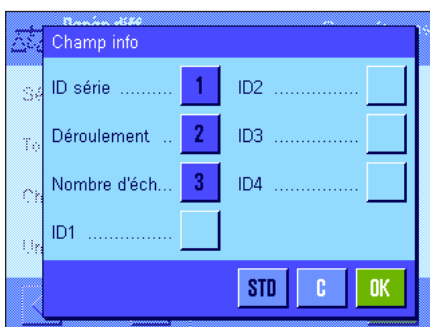 Champ info
ID série .......... 1
Déroulement .. 2
Nombre d'éch... 3
ID1 ...............
ID2 ...............
ID3 ...............
ID4 ...............
STD C OK